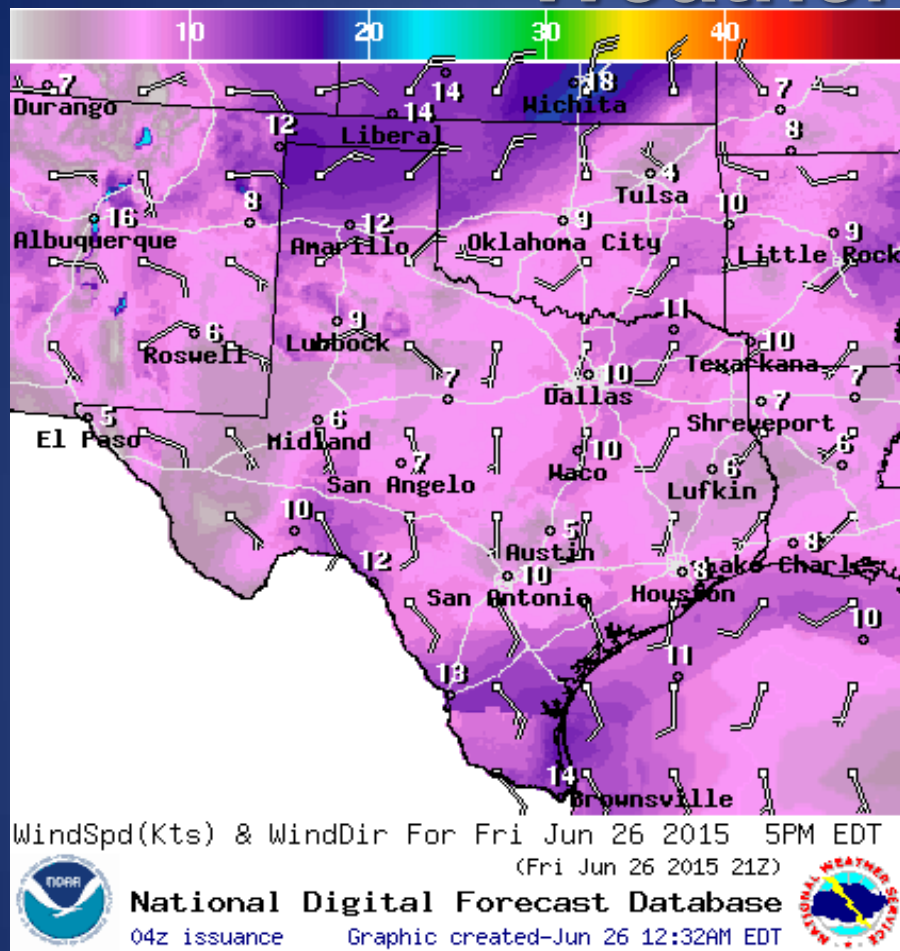 Weather
10 20 30 40
7 14 18 7
Durango Wichita
14
Liberal
12 8
4
Tulsa
16 8 12 9 10 9
Albuquerque Amarillo Oklahoma City Little Rock
6 9 11 10
Roswell Lubbock Texarkana
7 10 7
Dallas
5 6 7
El Paso Midland Shreveport
7 10 6 6
San Angelo Waco Lufkin
10 5 8
Austin Lake Charles
12 10 8
San Antonio Houston
10
13 11
14
Brownsville
WindSpd(Kts) & WindDir For Fri Jun 26 2015 5PM EDT
(Fri Jun 26 2015 21Z)
NOAA
National Digital Forecast Database
04z issuance Graphic created-Jun 26 12:32AM EDT
NATIONAL WEATHER SERVICE